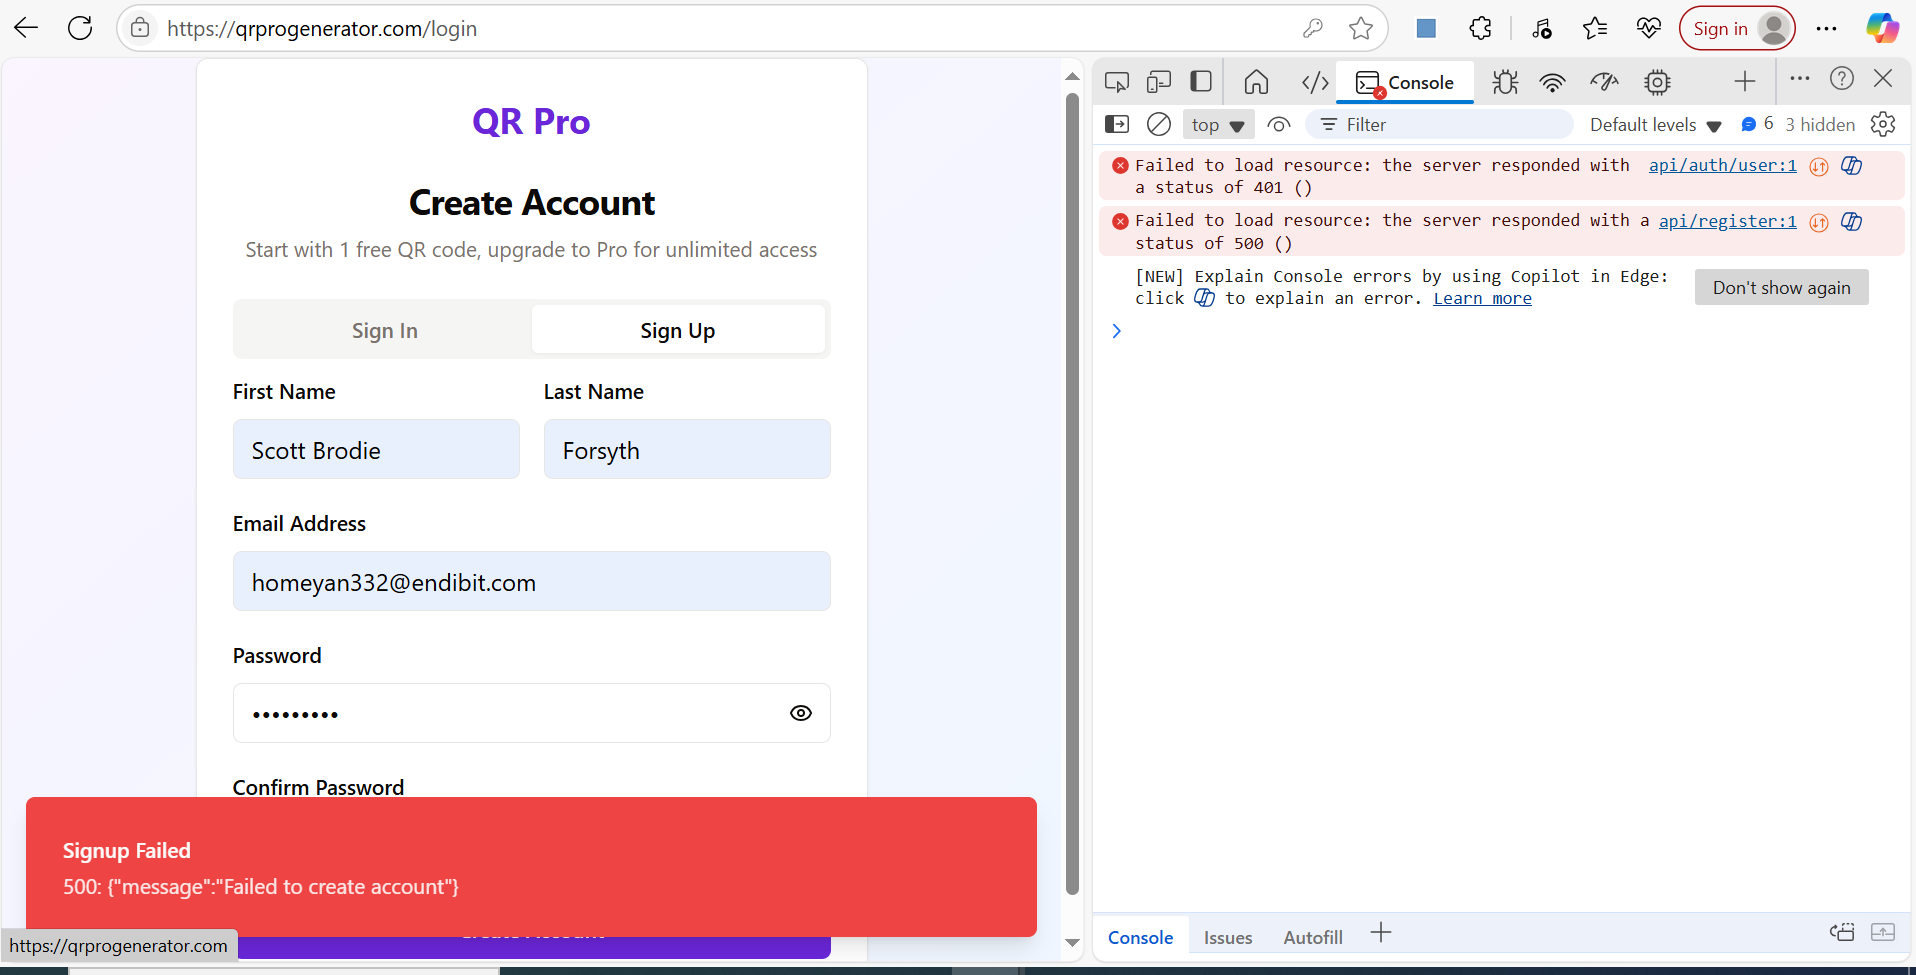 https://qrprogenerator.com/login
Sign in
QR Pro
Create Account
Start with 1 free QR code, upgrade to Pro for unlimited access
Sign In
Sign Up
First Name
Last Name
Scott Brodie
Forsyth
Email Address
homeyan332@endibit.com
Password
•••••••••
Confirm Password
Signup Failed
500: {"message":"Failed to create account"}
https://qrprogenerator.com
Console
top
Filter
Default levels
6
3 hidden
Failed to load resource: the server responded with api/auth/user:1
a status of 401 ()
Failed to load resource: the server responded with a api/register:1
status of 500 ()
[NEW] Explain Console errors by using Copilot in Edge:
click to explain an error. Learn more
Don't show again
Console
Issues
Autofill